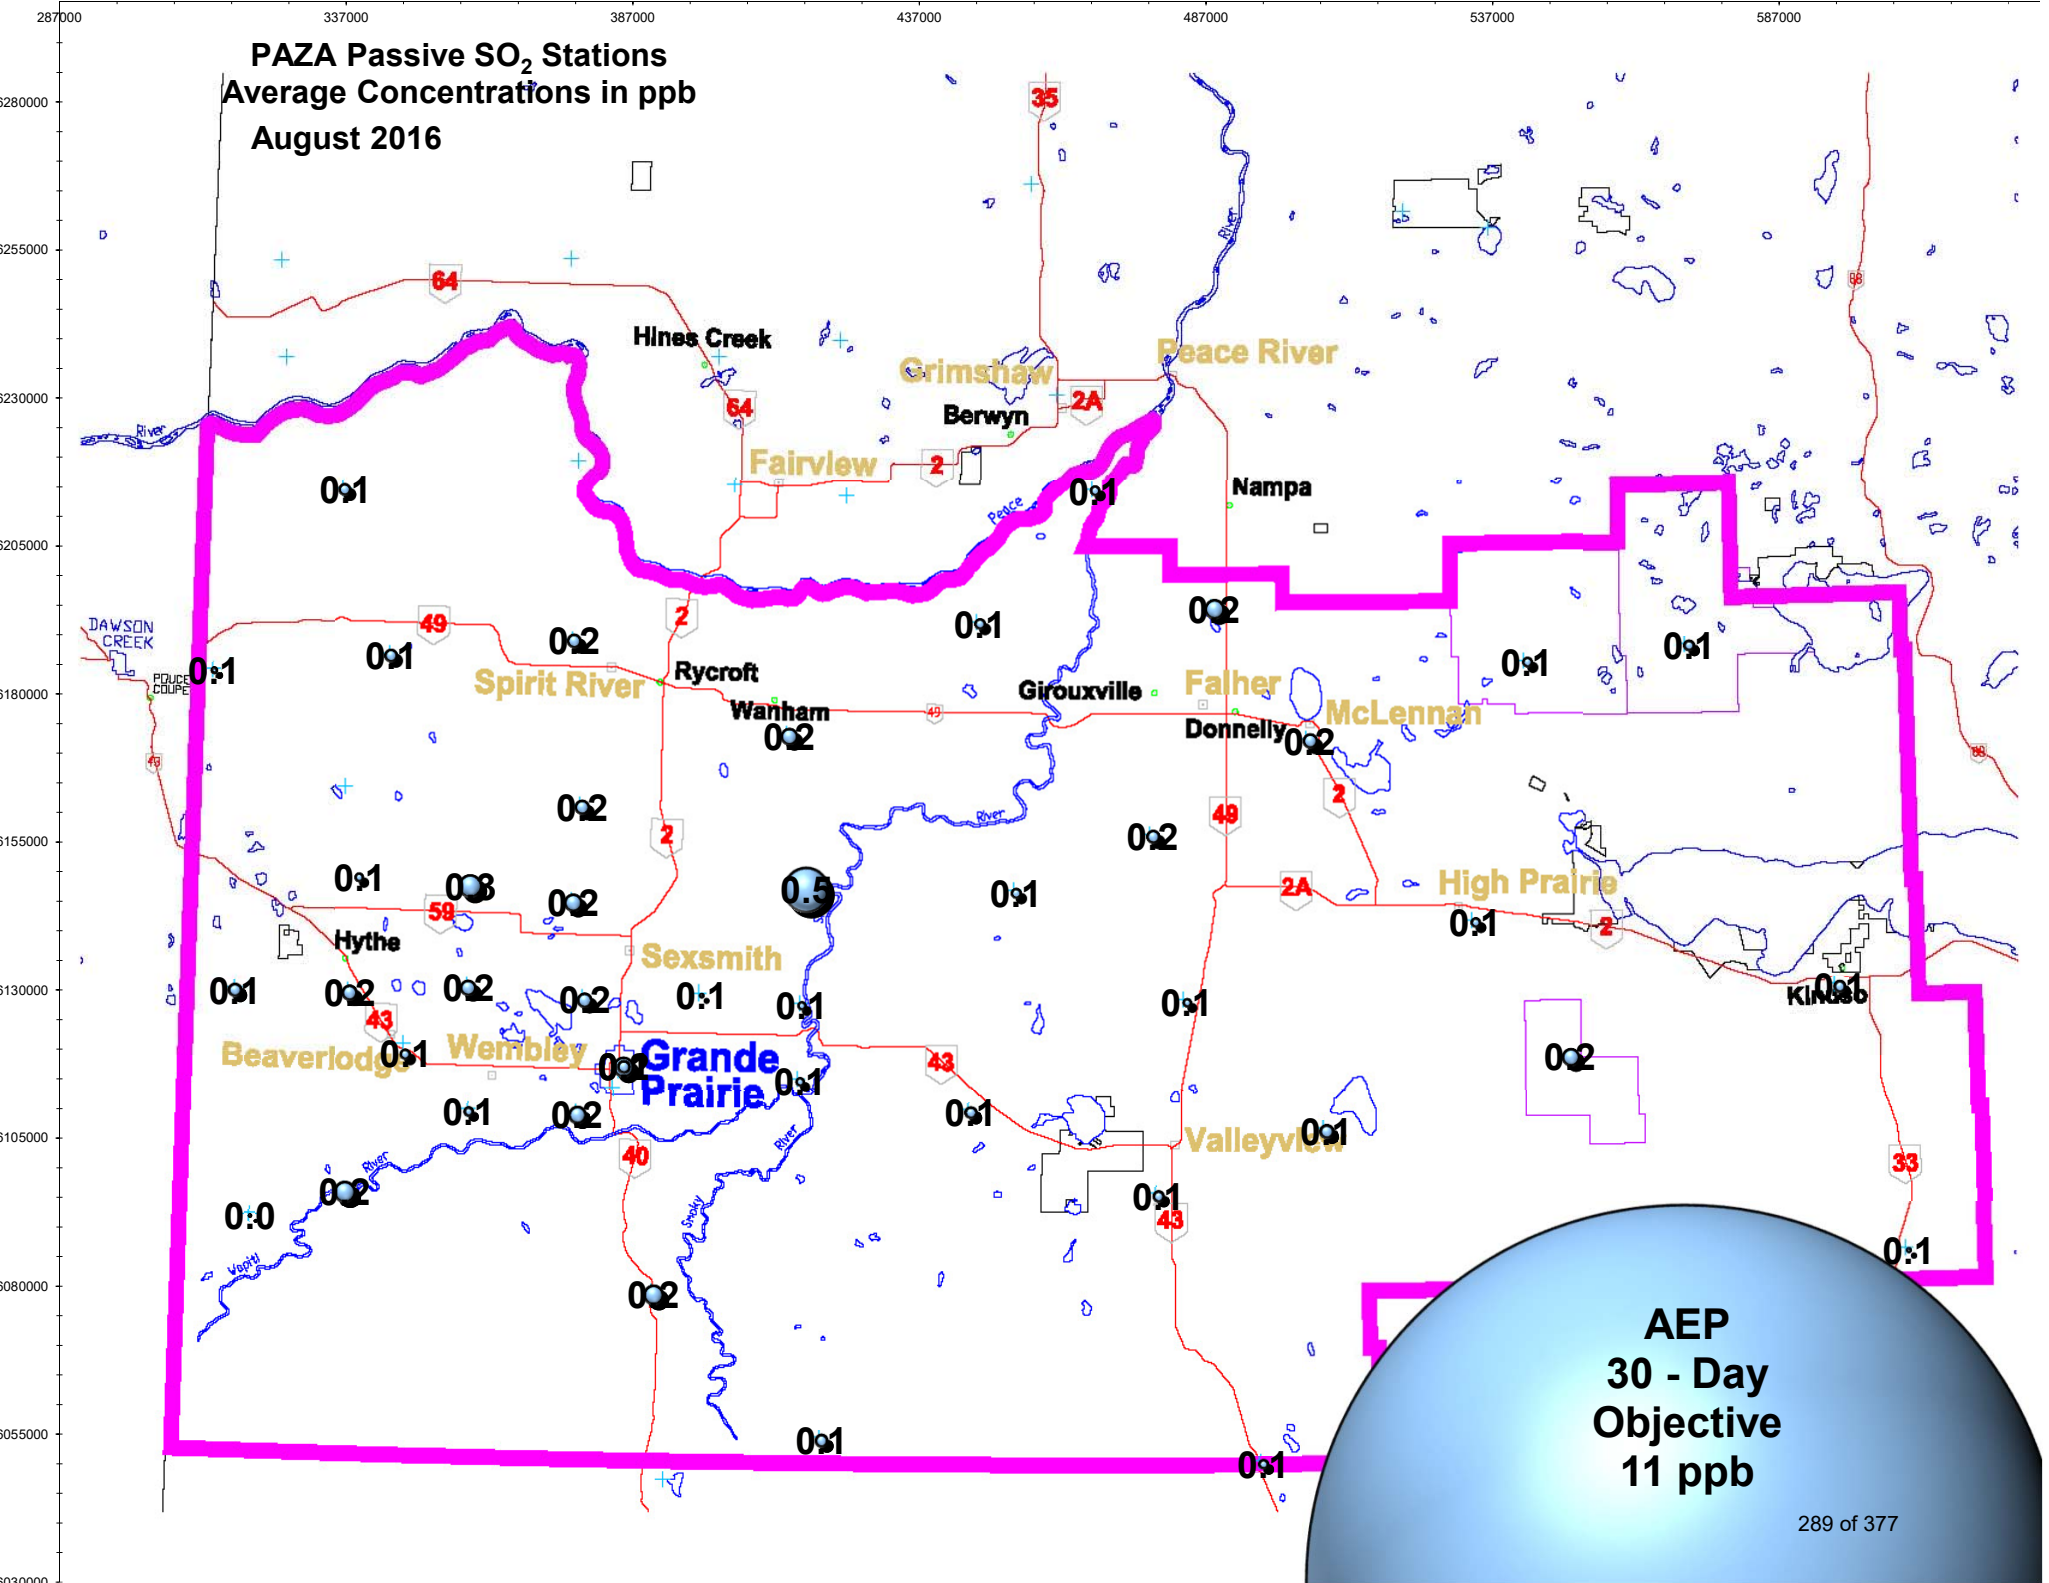 287000 337000 387000 437000 487000 537000 587000
PAZA Passive SO2 Stations
Average Concentrations in ppb
August 2016
6280000
35
River
6255000
64
88
Hines Creek
Peace River
Grimshaw
6230000
64
2A
Berwyn
River
Fairview
2
0.1
0.1
Nampa
Peace
6205000
2
49
0.2
0.1
DAWSON
CREEK
0.2
0.1
0.1
0.1
0.1
POUCE
COUPE
Rycroft
Spirit River
6180000
Girouxville
Falher
Wanham
49
McLennan
Donnelly
0.2
0.2
43
88
2
0.2
River
49
2
6155000
0.2
0.1
0.3
0.5
0.1
2A
High Prairie
0.2
59
0.1
2
Hythe
Sexsmith
6130000
0.1
0.2
0.2
0.2
0.1
0.1
0.1
0.1
Kinuso
43
Beaverlodge
0.1
Wembley
Grande
Prairie
0.1
43
0.2
0.1
0.2
0.1
6105000
0.1
Valleyview
River
River
40
33
0.2
0.0
0.1
43
Smoky
Wapiti
0.1
6080000
0.2
AEP
30 - Day
Objective
11 ppb
6055000
0.1
0.1
289 of 377
6030000